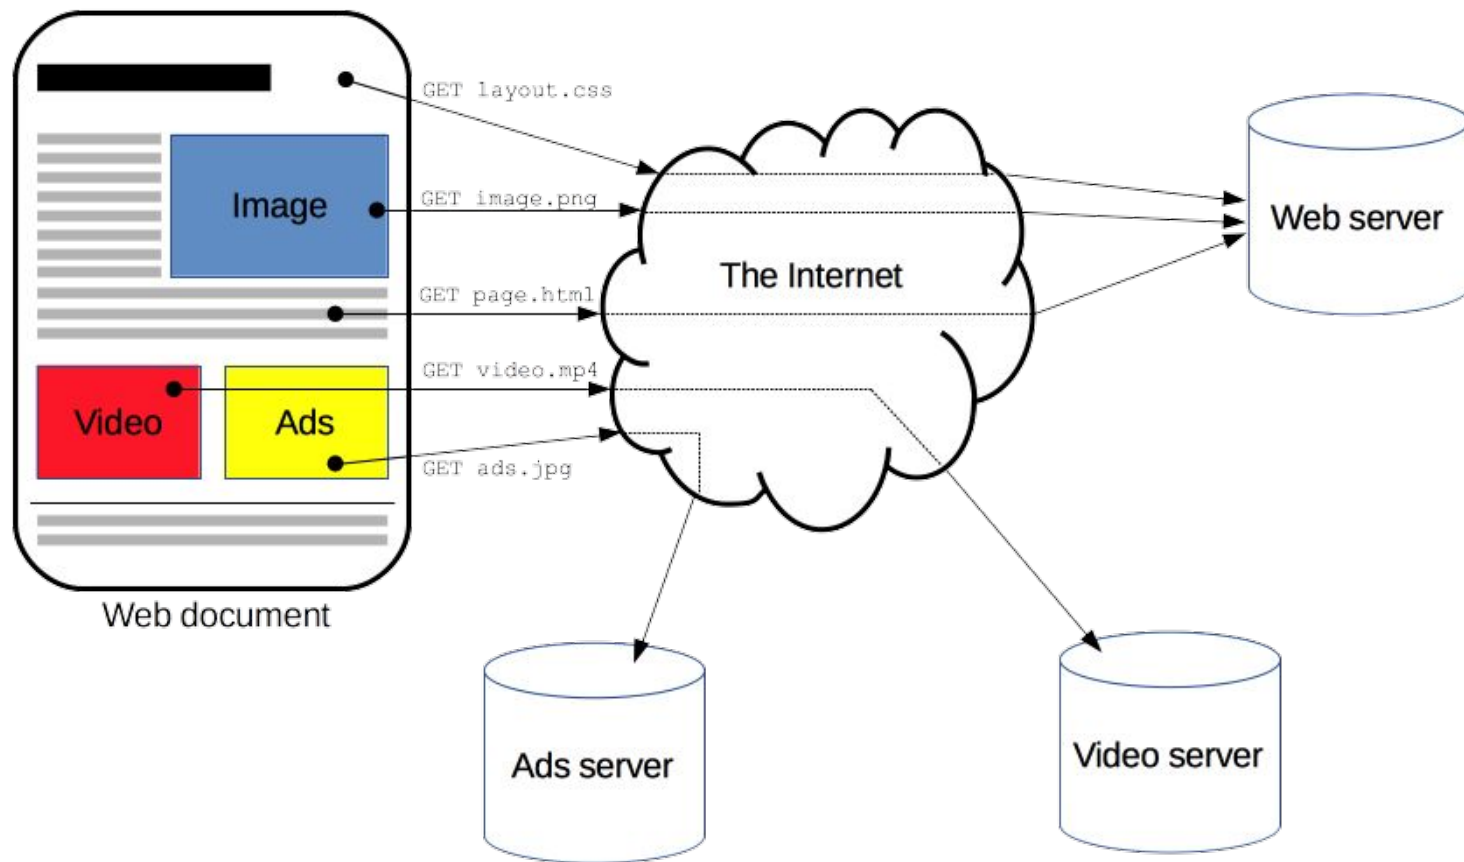 GET layout.css
Image
GET image.png
Web server
The Internet
GET page.html
GET video.mp4
Video
Ads
GET ads.jpg
Web document
Ads server
Video server